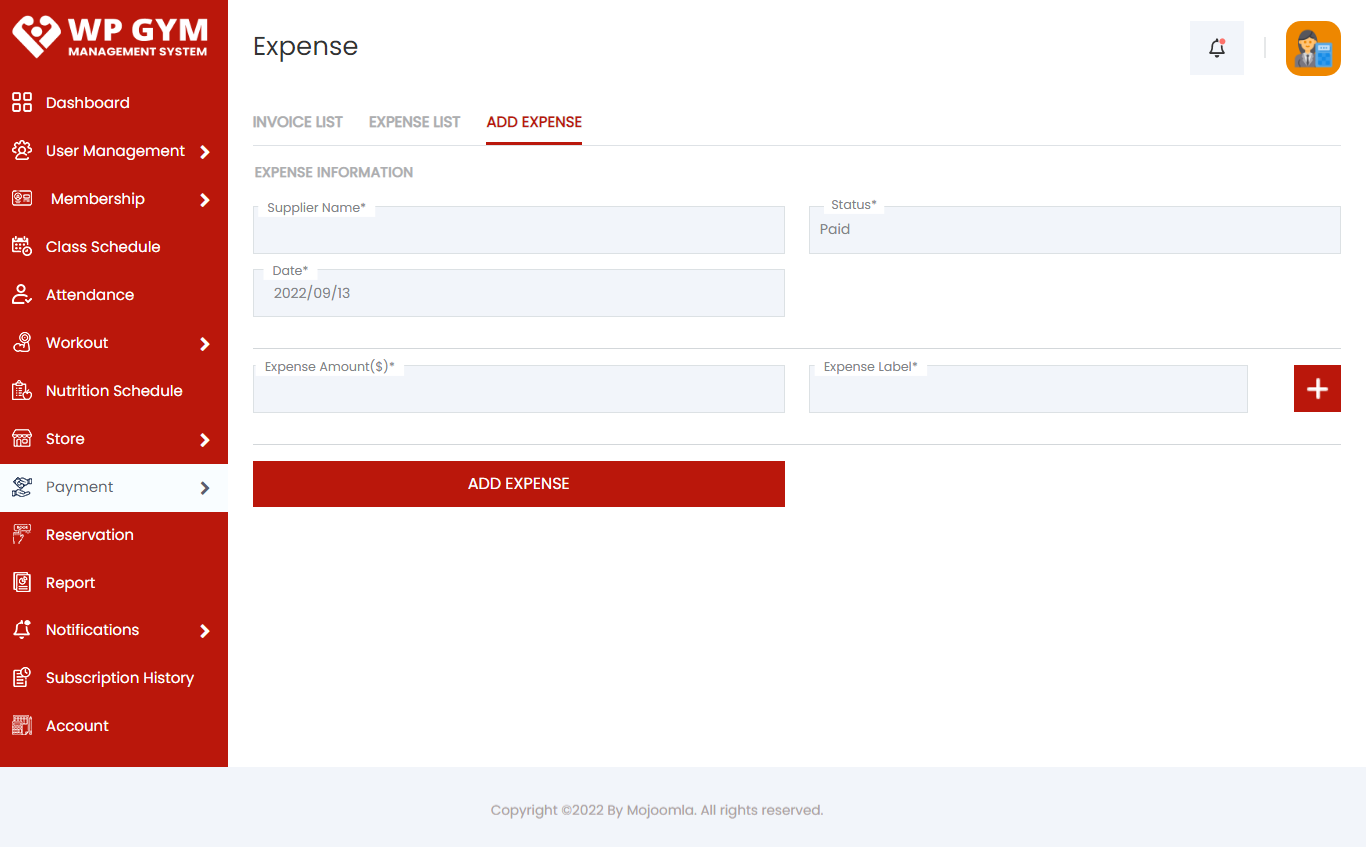 WP GYM
MANAGEMENT SYSTEM
Dashboard
User Management
Membership
Class Schedule
Attendance
Workout
Nutrition Schedule
Store
Payment
Reservation
Report
Notifications
Subscription History
Account
Expense
INVOICE LIST
EXPENSE LIST
ADD EXPENSE
EXPENSE INFORMATION
Supplier Name*
Status*
Paid
Date*
2022/09/13
Expense Amount($)*
Expense Label*
ADD EXPENSE
Copyright ©2022 By Mojoomla. All rights reserved.